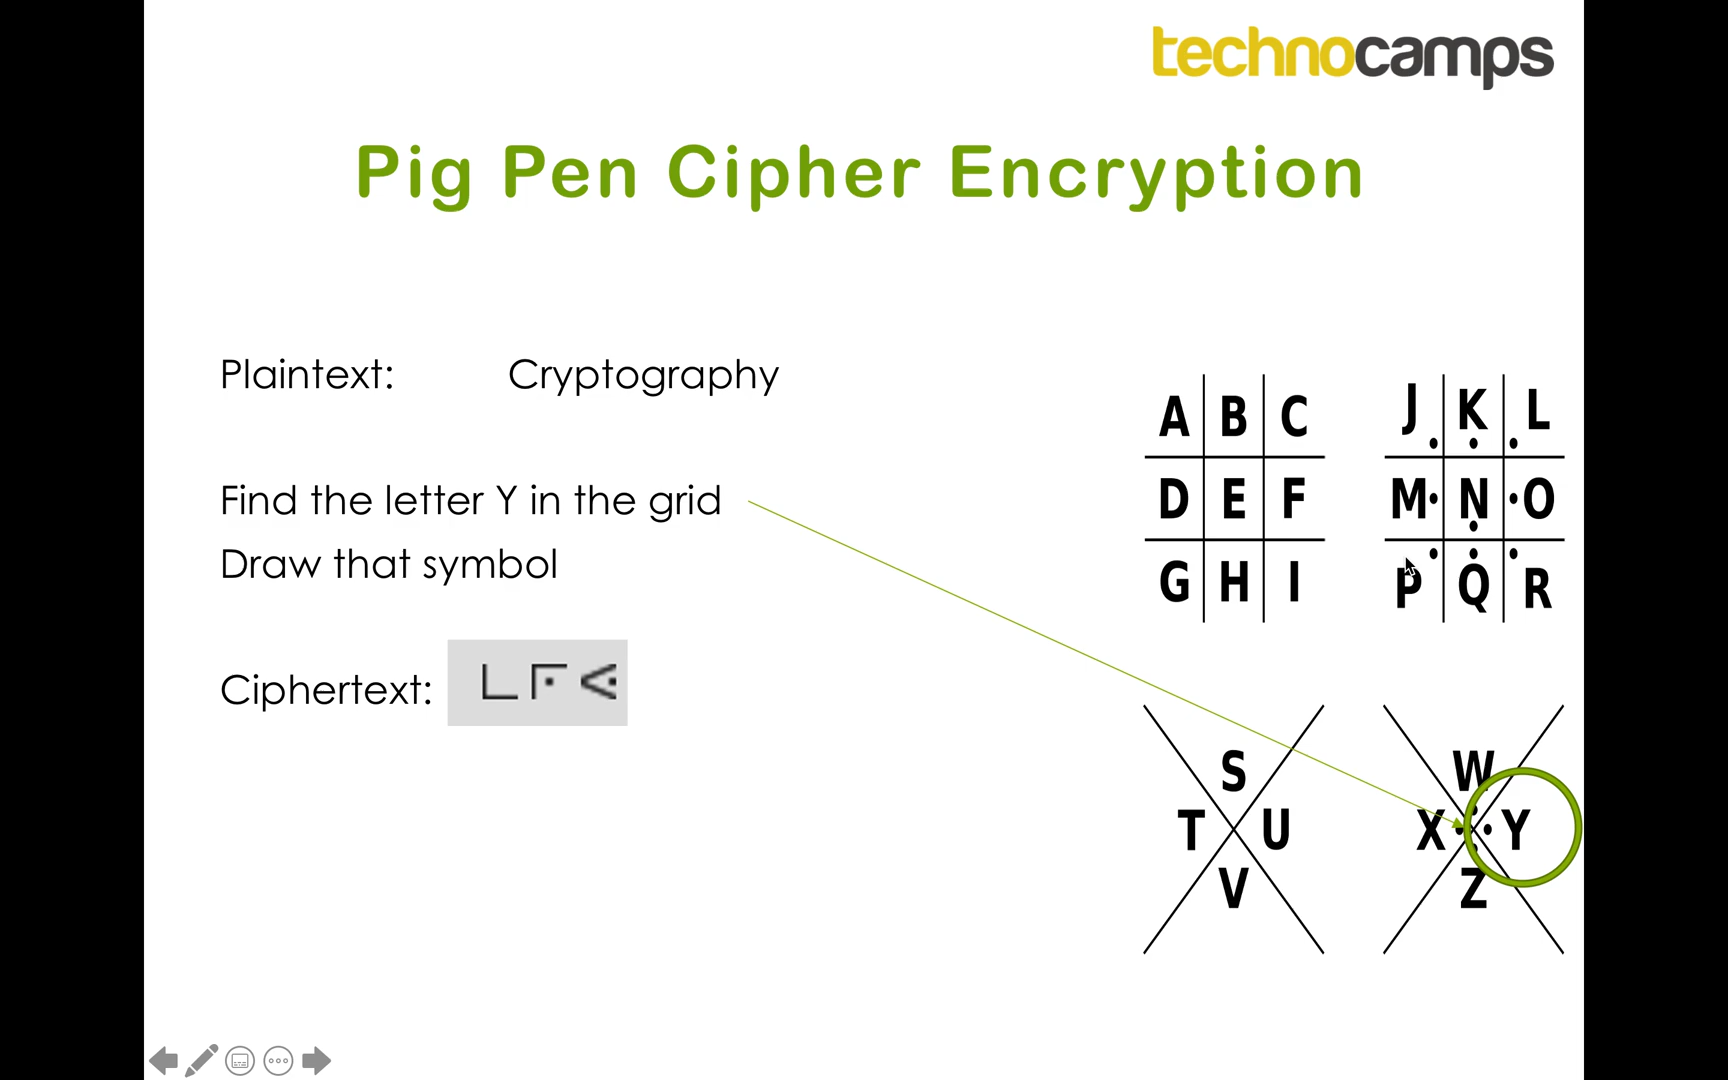 technocamps
Pig Pen Cipher Encryption
Plaintext: Cryptography
Find the letter Y in the grid
Draw that symbol
Ciphertext:
A B C
D E F
G H I
J K L
M N O
P Q R
S
T U
V
W
X Y
Z